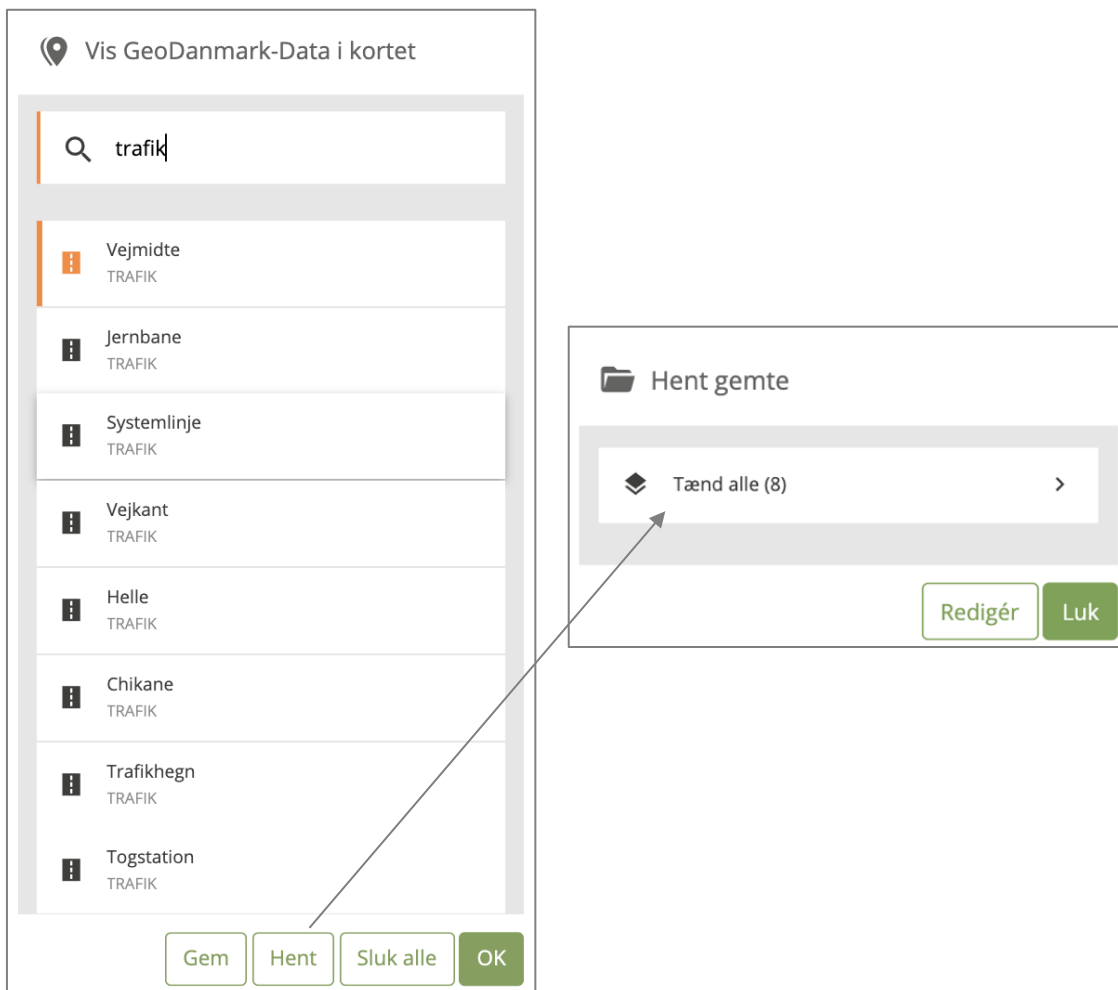 Vis GeoDanmark-Data i kortet
trafik
Vejmidte
TRAFIK
Jernbane
TRAFIK
Systemlinje
TRAFIK
Vejkant
TRAFIK
Helle
TRAFIK
Chikane
TRAFIK
Trafikhegn
TRAFIK
Togstation
TRAFIK
Gem Hent Sluk alle OK
Hent gemte
Tænd alle (8)
Redigér Luk